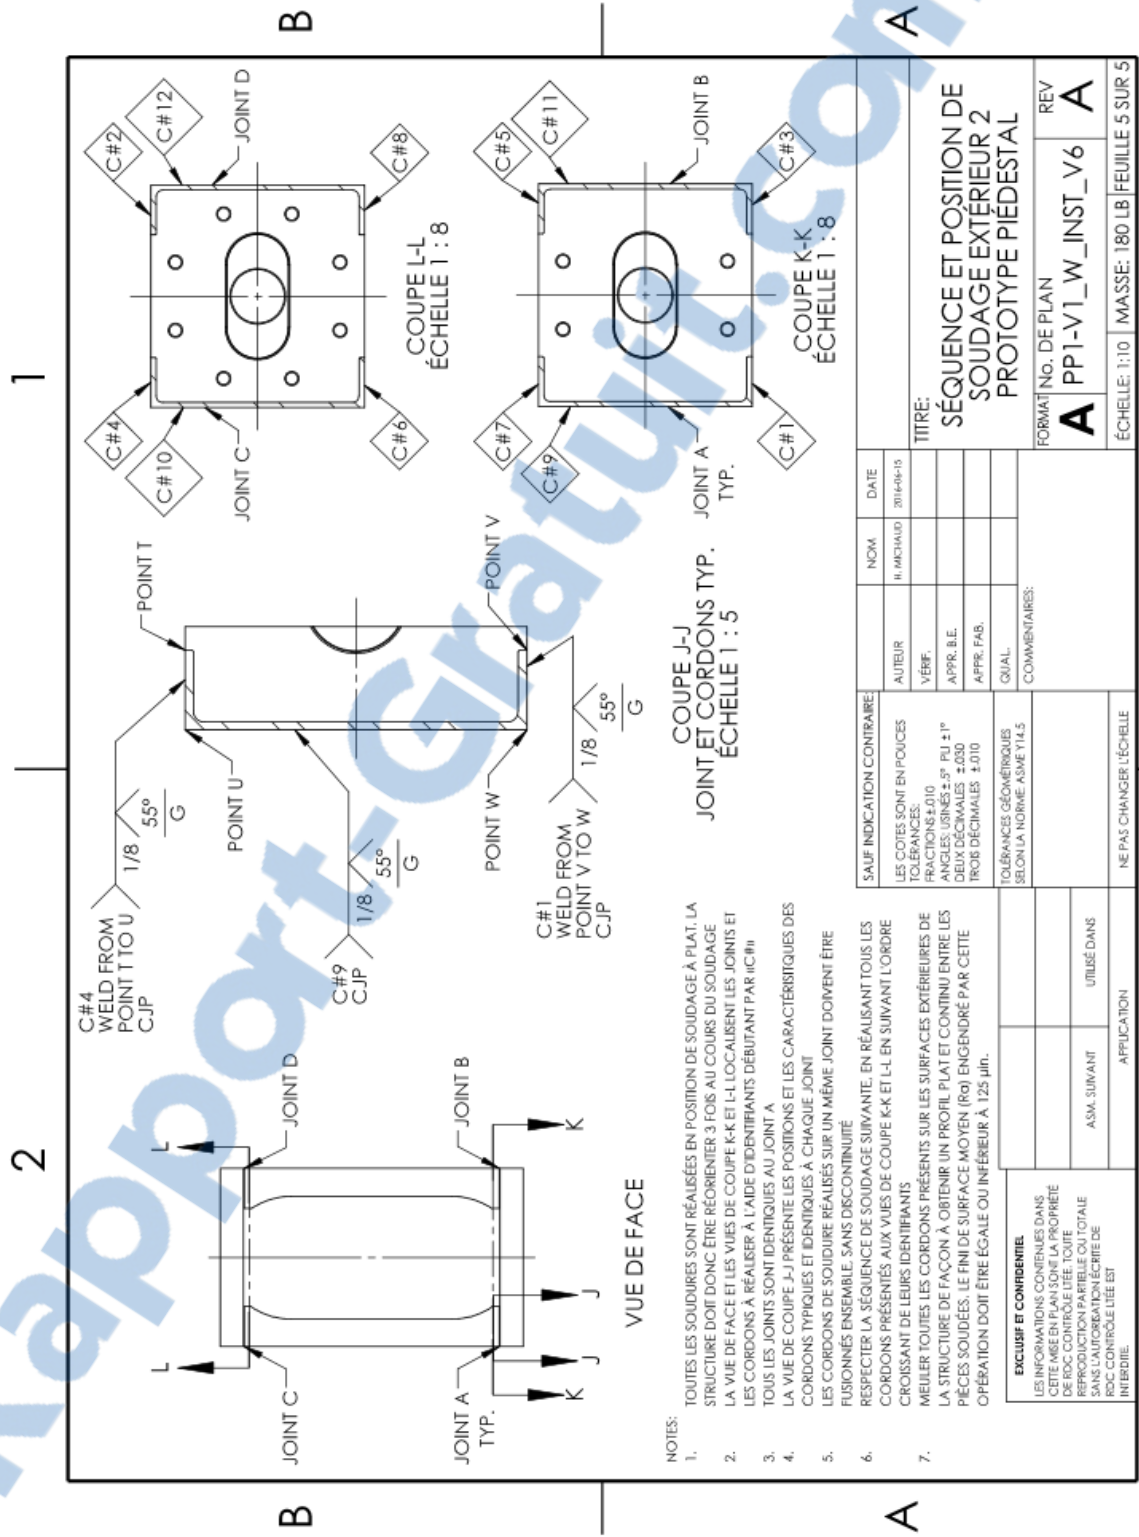 2
1
B
B
A
A
L
L
JOINT C
JOINT D
JOINT A
TYP.
JOINT B
J
J
K
K
VUE DE FACE
C#4
WELD FROM
POINT T TO U
CJP
1/8
55°
G
POINT T
POINT U
C#9
CJP
1/8
55°
G
POINT W
POINT V
C#1
WELD FROM
POINT V TO W
CJP
1/8
55°
G
COUPE J-J
JOINT ET CORDONS TYP.
ÉCHELLE 1 : 5
C#4
C#10
JOINT C
C#2
C#12
JOINT D
C#6
C#8
COUPE L-L
ÉCHELLE 1 : 8
C#7
C#9
JOINT A
TYP.
C#5
C#11
JOINT B
C#1
C#3
COUPE K-K
ÉCHELLE 1 : 8
NOTES:
1. TOUTES LES SOUDURES SONT RÉALISÉES EN POSITION DE SOUDAGE À PLAT. LA
STRUCTURE DOIT DONC ÊTRE RÉORIENTER 3 FOIS AU COURS DU SOUDAGE
2. LA VUE DE FACE ET LES VUES DE COUPE K-K ET L-L LOCALISENT LES JOINTS ET
LES CORDONS À RÉALISER À L'AIDE D'IDENTIFIANTS DÉBUTANT PAR «C#»
3. TOUS LES JOINTS SONT IDENTIQUES AU JOINT A
4. LA VUE DE COUPE J-J PRÉSENTE LES POSITIONS ET LES CARACTÉRISITIQUES DES
CORDONS TYPIQUES ET IDENTIQUES À CHAQUE JOINT
5. LES CORDONS DE SOUDURE RÉALISÉS SUR UN MÊME JOINT DOIVENT ÊTRE
FUSIONNÉS ENSEMBLE, SANS DISCONTINUITÉ
6. RESPECTER LA SÉQUENCE DE SOUDAGE SUIVANTE, EN RÉALISANT TOUS LES
CORDONS PRÉSENTÉS AUX VUES DE COUPE K-K ET L-L EN SUIVANT L'ORDRE
CROISSANT DE LEURS IDENTIFIANTS
7. MEULER TOUTES LES CORDONS PRÉSENTS SUR LES SURFACES EXTÉRIEURES DE
LA STRUCTURE DE FAÇON À OBTENIR UN PROFIL PLAT ET CONTINU ENTRE LES
PIÈCES SOUDÉES. LE FINI DE SURFACE MOYEN (Ra) ENGENDRÉ PAR CETTE
OPÉRATION DOIT ÊTRE ÉGALE OU INFÉRIEUR À 125 µin.
EXCLUSIF ET CONFIDENTIEL
LES INFORMATIONS CONTENUES DANS
CETTE MISE EN PLAN SONT LA PROPRIÉTÉ
DE RDC CONTRÔLE LTÉE. TOUTE
REPRODUCTION PARTIELLE OU TOTALE
SANS L'AUTORISATION ÉCRITE DE
RDC CONTRÔLE LTÉE EST
INTERDITE.
ASM. SUIVANT
UTILISÉ DANS
APPLICATION
SAUF INDICATION CONTRAIRE:
LES COTES SONT EN POUCES
TOLÉRANCES:
FRACTIONS±.010
ANGLES: USINÉS ±.5° PLI ±1°
DEUX DÉCIMALES ±.030
TROIS DÉCIMALES ±.010
TOLÉRANCES GÉOMÉTRIQUES
SELON LA NORME: ASME Y14.5
NE PAS CHANGER L'ÉCHELLE
NOM
DATE
AUTEUR
H. MICHAUD
2016-06-15
VÉRIF.
APPR. B.E.
APPR. FAB.
QUAL.
COMMENTAIRES:
TITRE:
SÉQUENCE ET POSITION DE
SOUDAGE EXTÉRIEUR 2
PROTOTYPE PIÉDESTAL
FORMAT
A
No. DE PLAN
PP1-V1_W_INST_V6
REV
A
ÉCHELLE: 1:10
MASSE: 180 LB
FEUILLE 5 SUR 5
Rapport-Gratuit.com